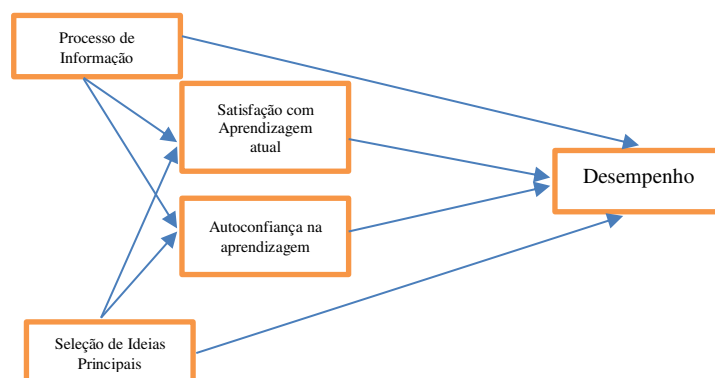 Processo de
Informação
Satisfação com
Aprendizagem
atual
Desempenho
Autoconfiança na
aprendizagem
Seleção de Ideias
Principais